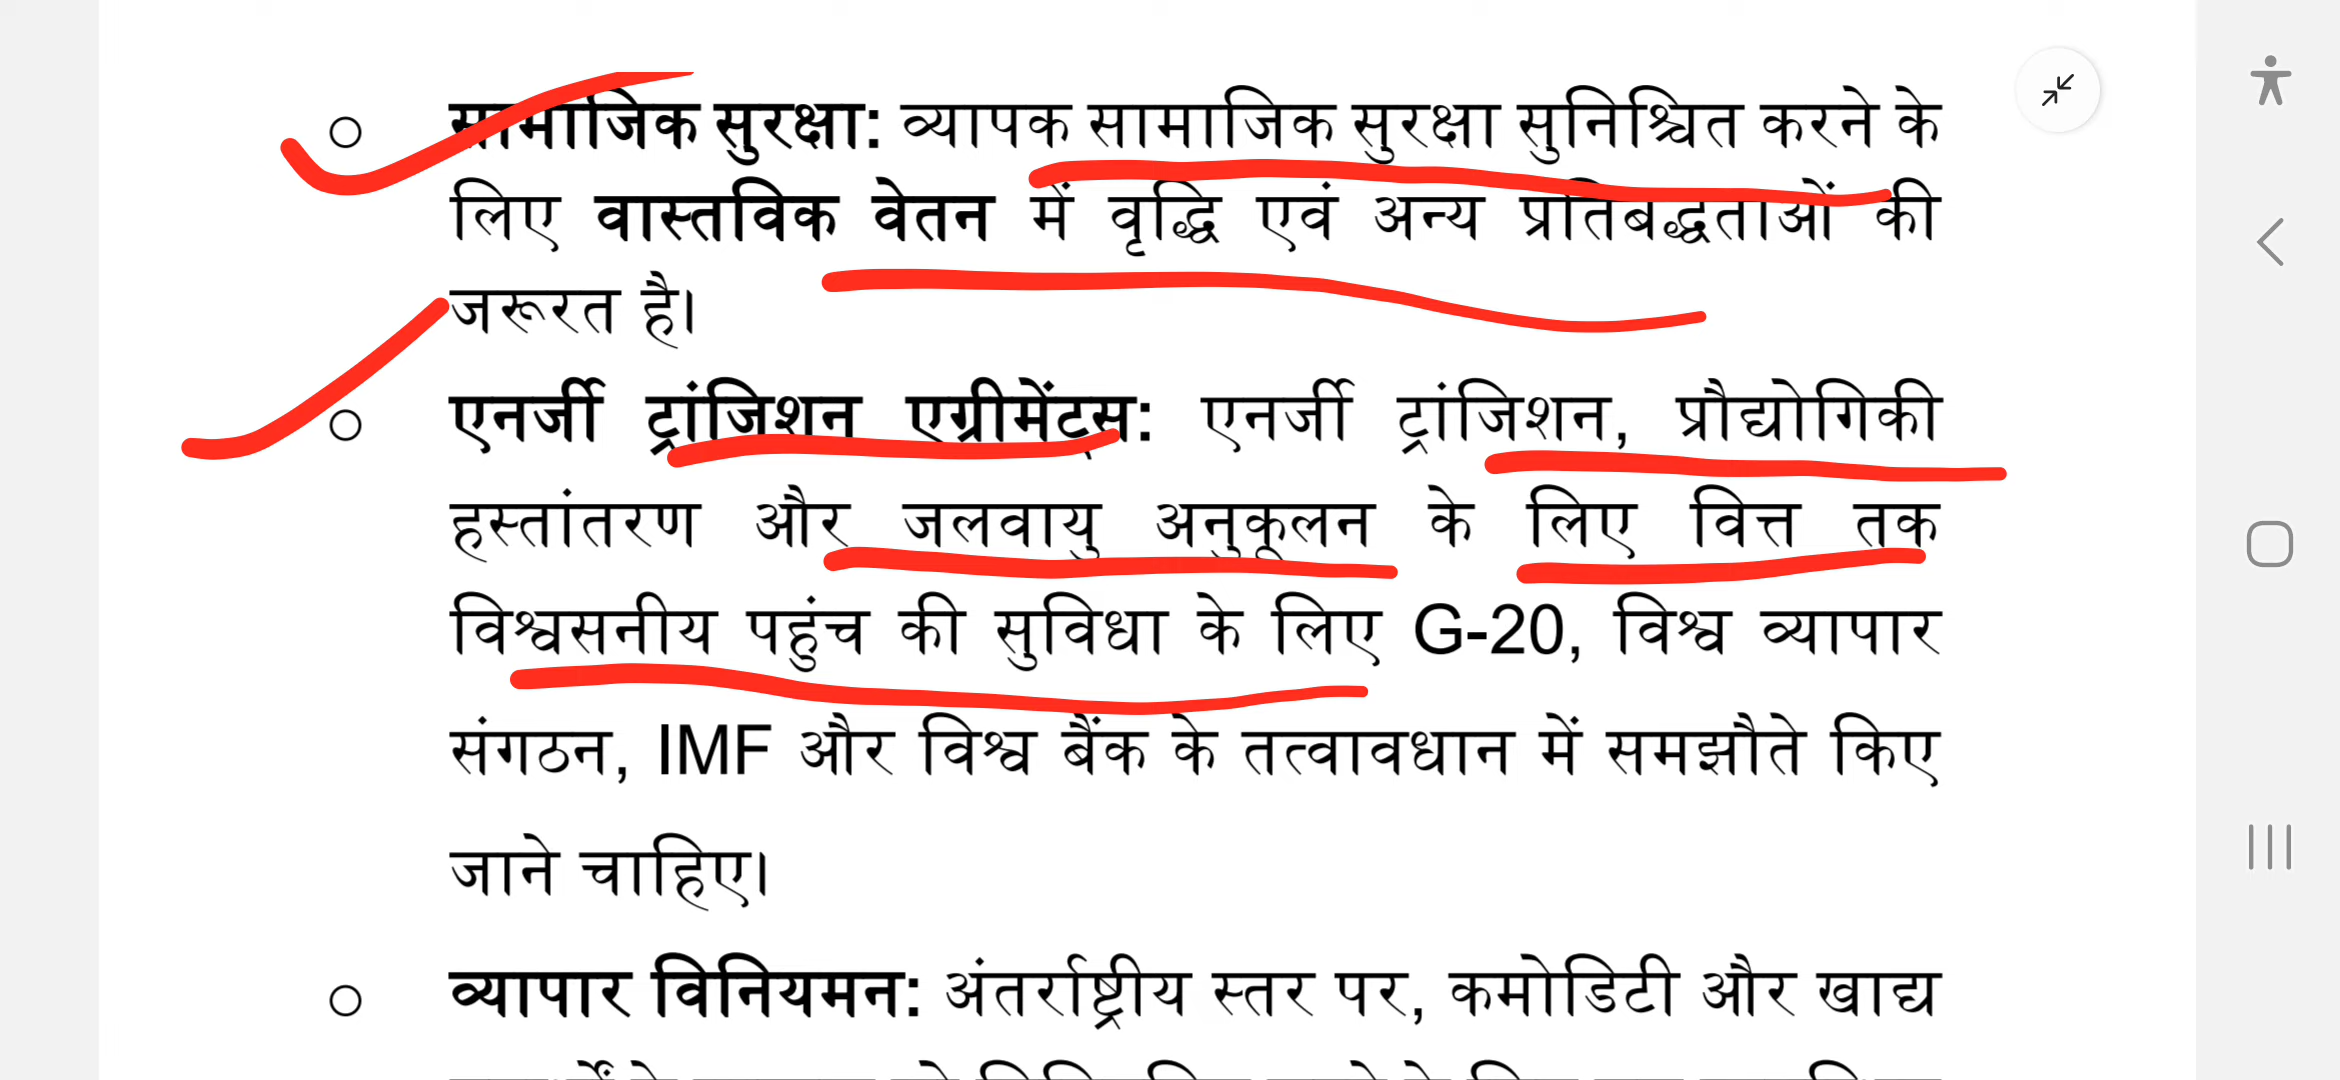 सामाजिक सुरक्षा: व्यापक सामाजिक सुरक्षा सुनिश्चित करने के
लिए वास्तविक वेतन में वृद्धि एवं अन्य प्रतिबद्धताओं की
जरूरत है।
एनर्जी ट्रांजिशन एग्रीमेंट्स: एनर्जी ट्रांजिशन, प्रौद्योगिकी
हस्तांतरण और जलवायु अनुकूलन के लिए वित्त तक
विश्वसनीय पहुंच की सुविधा के लिए G-20, विश्व व्यापार
संगठन, IMF और विश्व बैंक के तत्वावधान में समझौते किए
जाने चाहिए।
व्यापार विनियमन: अंतर्राष्ट्रीय स्तर पर, कमोडिटी और खाद्य